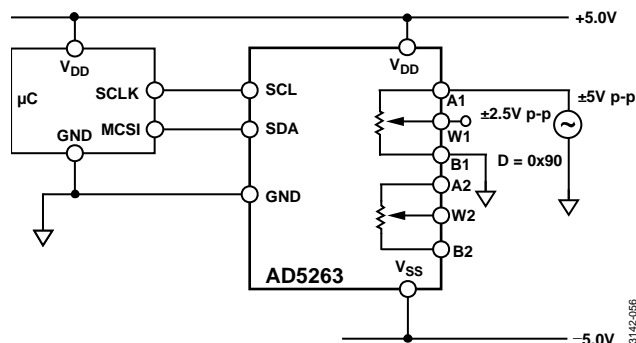 +5.0V
VDD
µC
SCLK
MCSI
GND
VDD
SCL
SDA
GND
AD5263
VSS
A1
W1
B1
A2
W2
B2
±5V p-p
±2.5V p-p
~
D = 0x90
–5.0V
3142-056